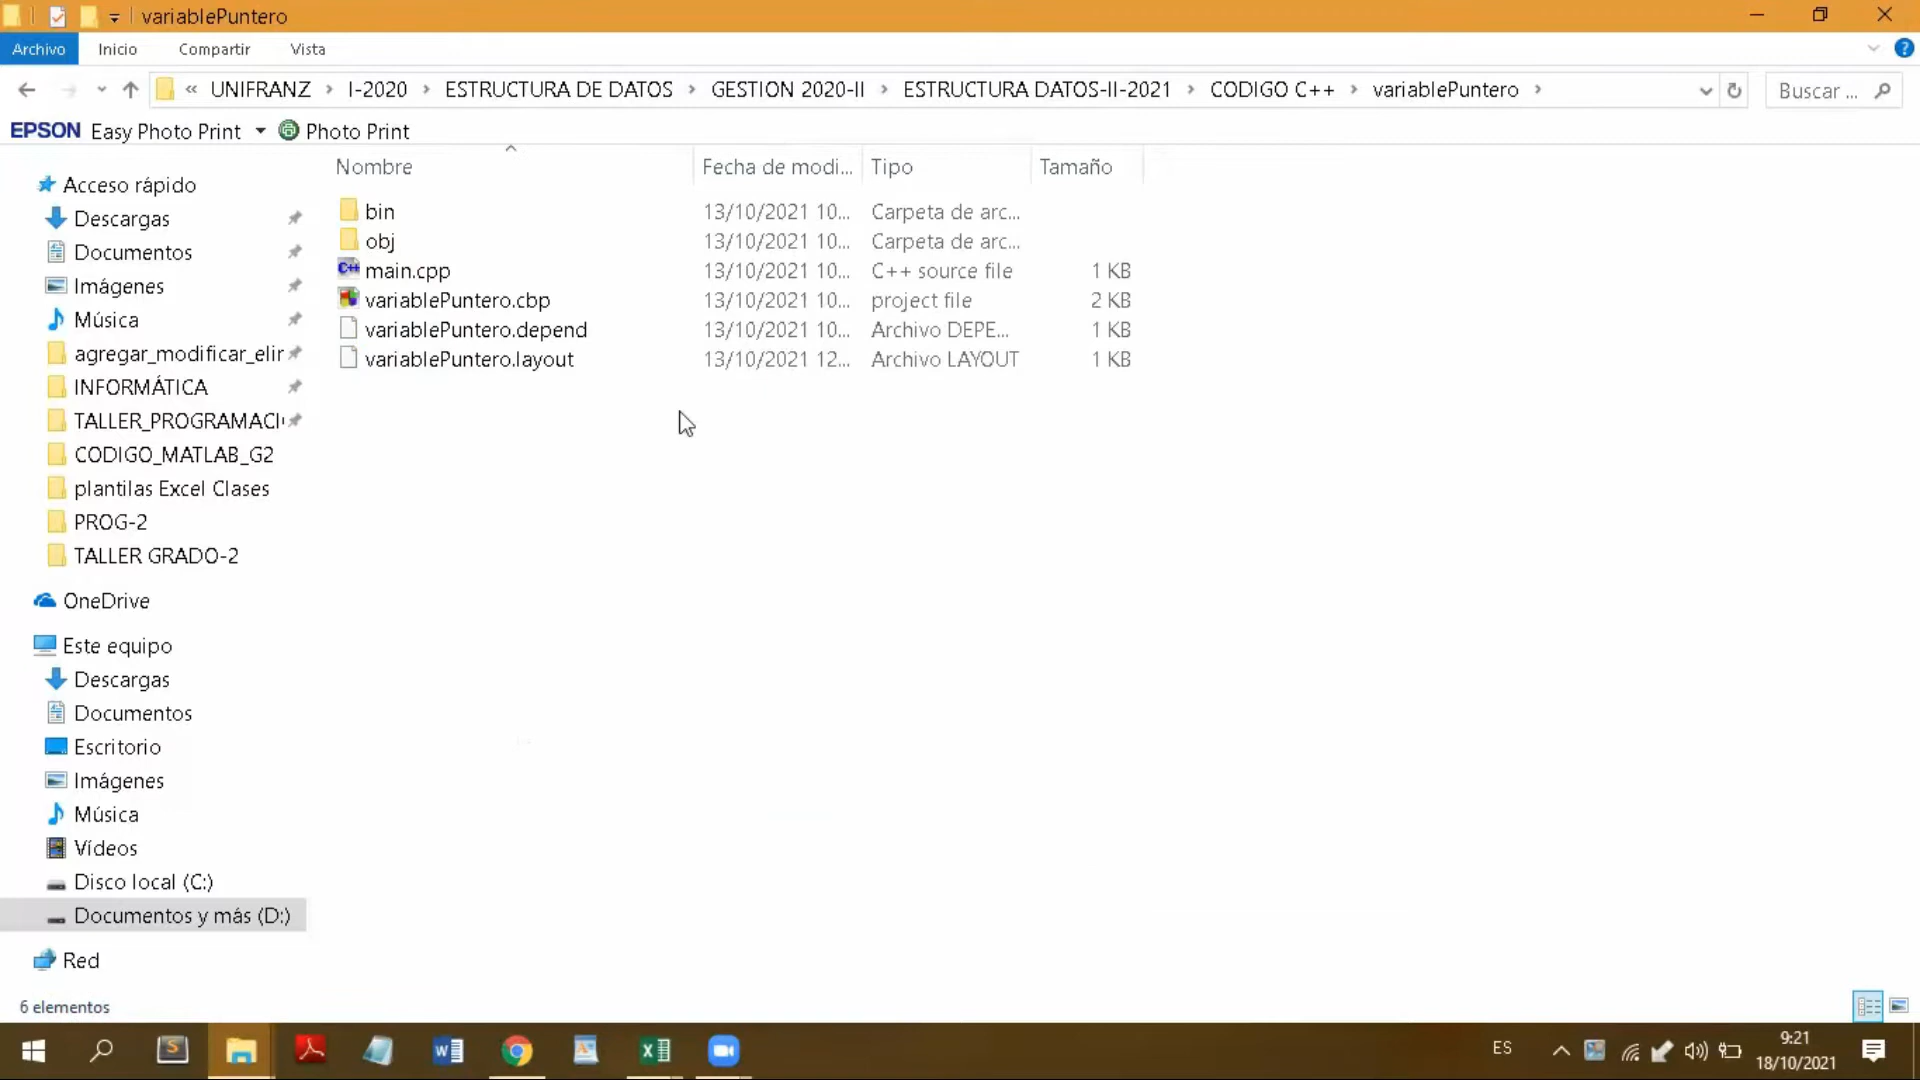 variablePuntero
Archivo Inicio Compartir Vista
« UNIFRANZ › I-2020 › ESTRUCTURA DE DATOS › GESTION 2020-II › ESTRUCTURA DATOS-II-2021 › CODIGO C++ › variablePuntero › Buscar ...
EPSON Easy Photo Print Photo Print
Nombre Fecha de modi... Tipo Tamaño
bin 13/10/2021 10... Carpeta de arc...
obj 13/10/2021 10... Carpeta de arc...
main.cpp 13/10/2021 10... C++ source file 1 KB
variablePuntero.cbp 13/10/2021 10... project file 2 KB
variablePuntero.depend 13/10/2021 10... Archivo DEPE... 1 KB
variablePuntero.layout 13/10/2021 12... Archivo LAYOUT 1 KB
Acceso rápido
Descargas
Documentos
Imágenes
Música
agregar_modificar_elir
INFORMÁTICA
TALLER_PROGRAMACI
CODIGO_MATLAB_G2
plantilas Excel Clases
PROG-2
TALLER GRADO-2
OneDrive
Este equipo
Descargas
Documentos
Escritorio
Imágenes
Música
Vídeos
Disco local (C:)
Documentos y más (D:)
Red
6 elementos
ES 9:21
18/10/2021